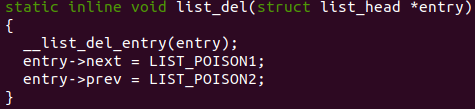 static inline void list_del(struct list_head *entry)
{
  __list_del_entry(entry);
  entry->next = LIST_POISON1;
  entry->prev = LIST_POISON2;
}